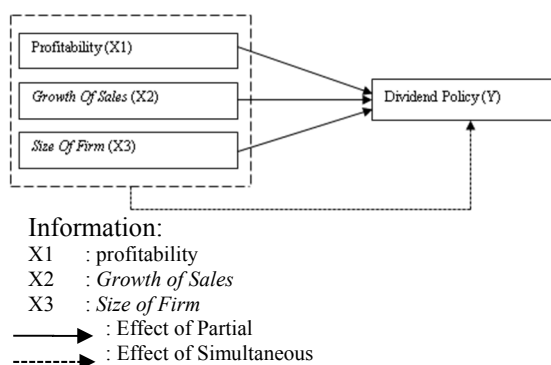 Profitability (X1)
Growth Of Sales (X2)
Dividend Policy (Y)
Size Of Firm (X3)
Information:
X1 : profitability
X2 : Growth of Sales
X3 : Size of Firm
: Effect of Partial
: Effect of Simultaneous